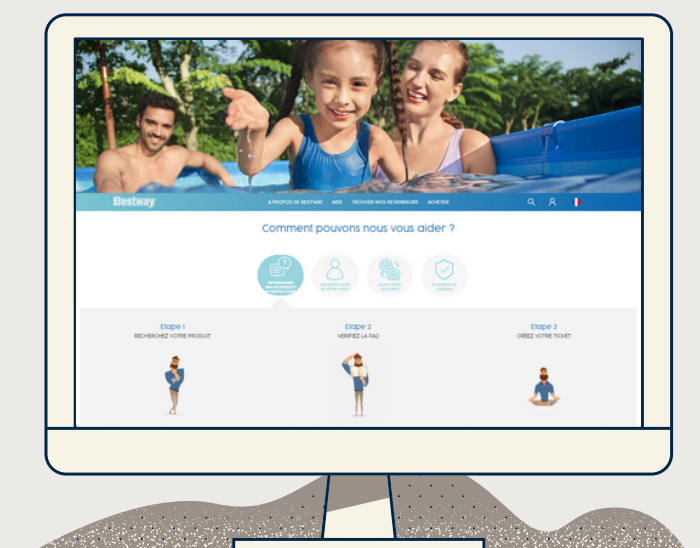 Bestway
A PROPOS DE BESTWAY AIDE TROUVER NOS REVENDEURS ACHETER
Comment pouvons nous vous aider ?
Etape 1
RECHERCHEZ VOTRE PRODUIT
Etape 2
VERIFIEZ LA FAQ
Etape 3
CRÉEZ VOTRE TICKET